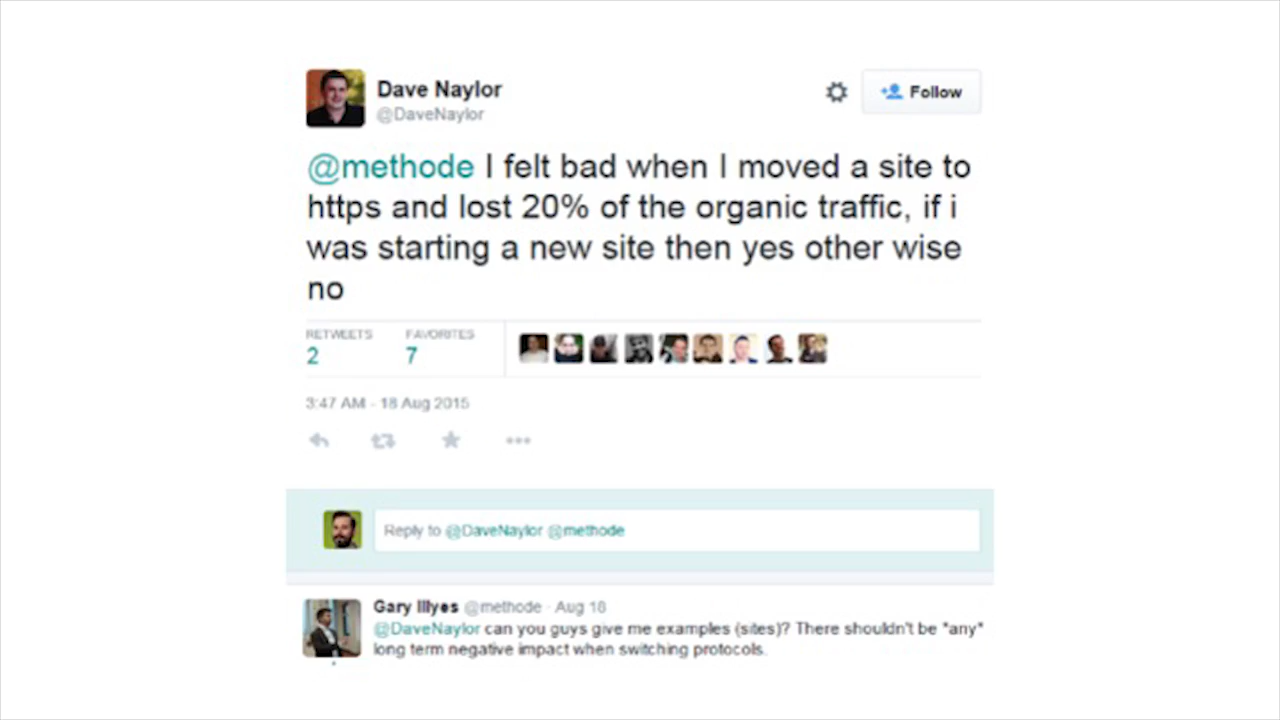 Dave Naylor
@DaveNaylor
Follow
@methode I felt bad when I moved a site to
https and lost 20% of the organic traffic, if i
was starting a new site then yes other wise
no
RETWEETS FAVORITES
2 7
3:47 AM - 18 Aug 2015
Reply to @DaveNaylor @methode
Gary Illyes @methode · Aug 18
@DaveNaylor can you guys give me examples (sites)? There shouldn't be *any*
long term negative impact when switching protocols.